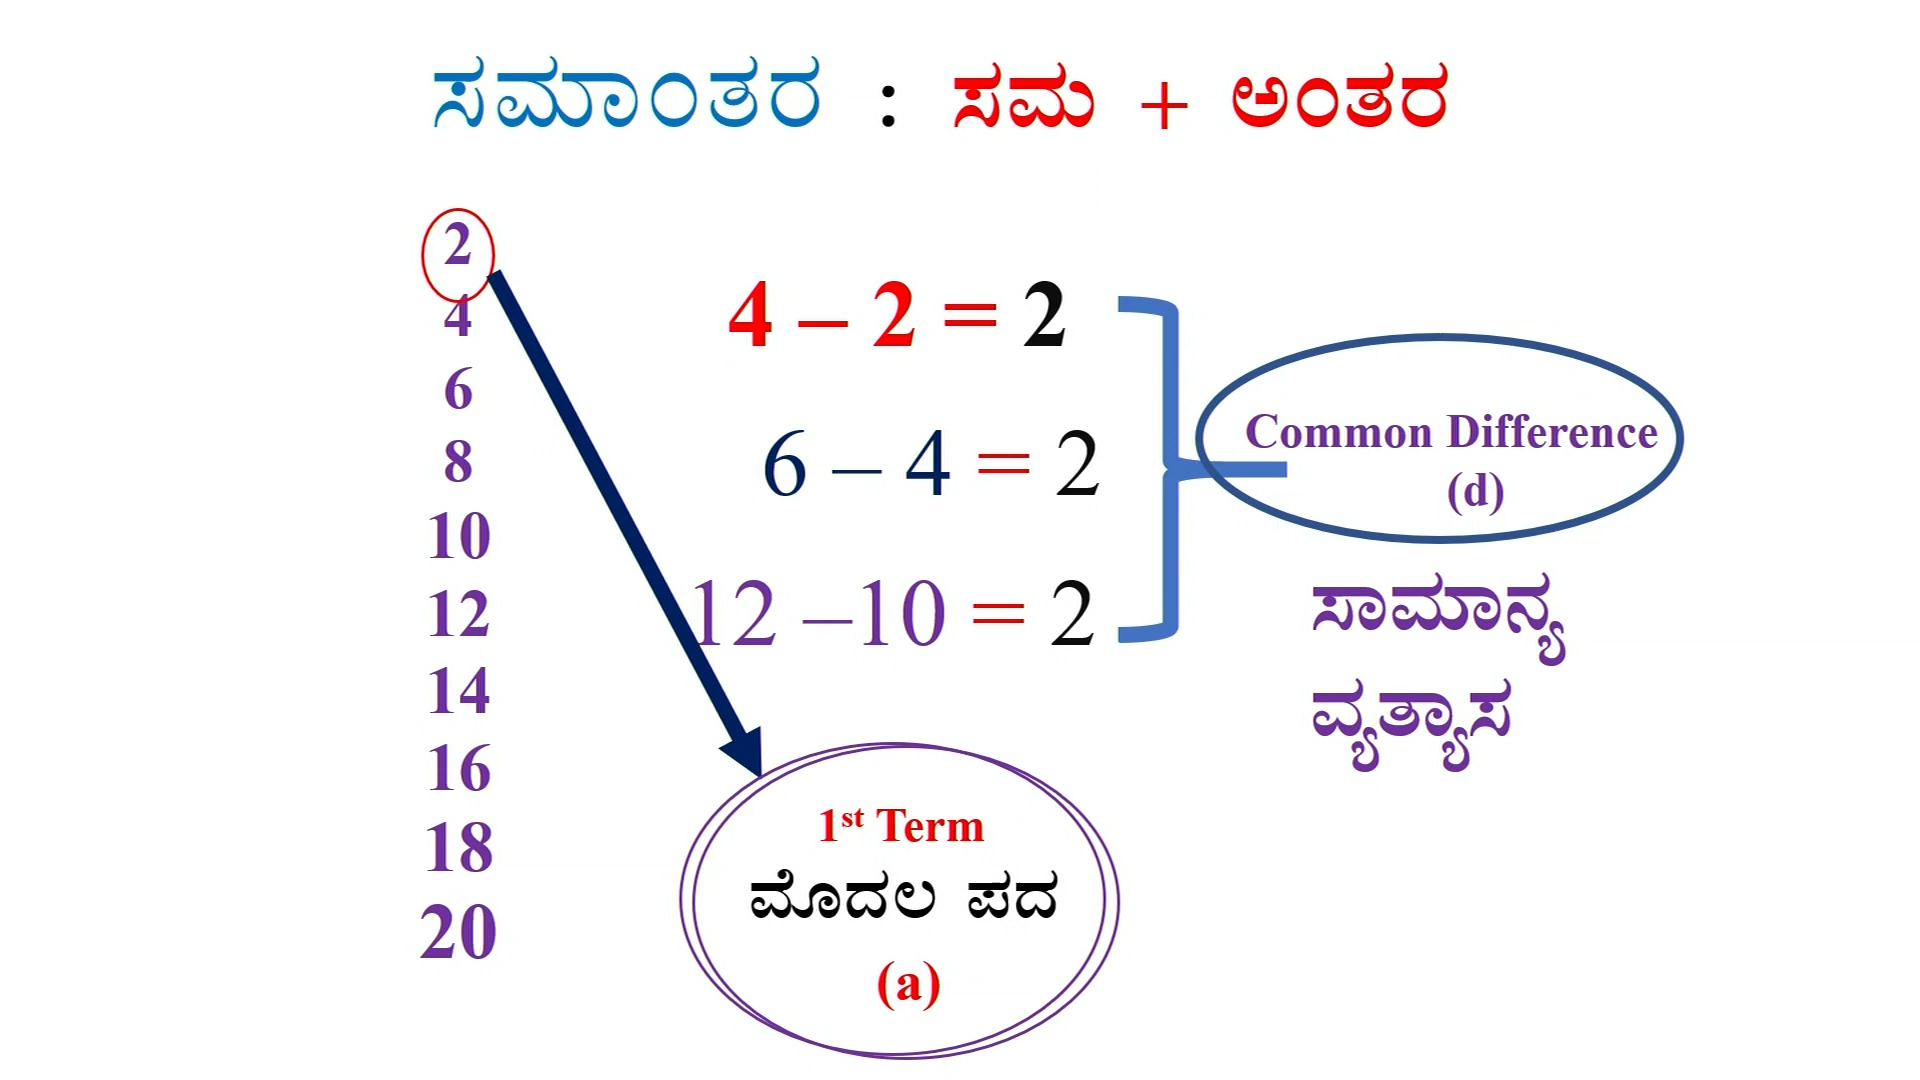 ಸಮಾಂತರ : ಸಮ + ಅಂತರ
2
4
6
8
10
12
14
16
18
20
4 – 2 = 2
6 – 4 = 2
12 –10 = 2
Common Difference
(d)
ಸಾಮಾನ್ಯ
ವ್ಯತ್ಯಾಸ
1st Term
ಮೊದಲ ಪದ
(a)